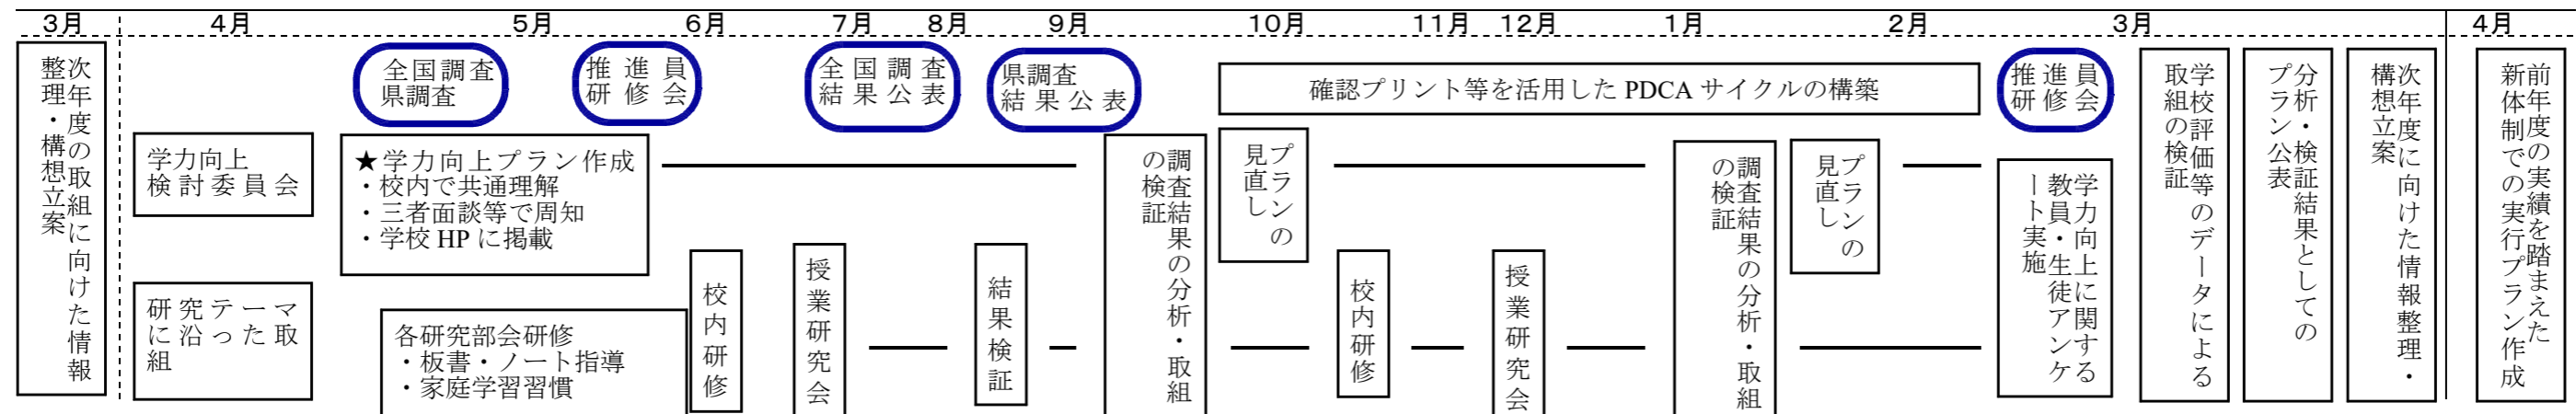 3月 4月 5月 6月 7月 8月 9月 10月 11月 12月 1月 2月 3月 4月
次年度の取組に向けた情報
整理・構想立案
学力向上
検討委員会
研究テーマ
に沿った取
組
全国調査
県調査
★学力向上プラン作成
・校内で共通理解
・三者面談等で周知
・学校 HP に掲載
各研究部会研修
・板書・ノート指導
・家庭学習習慣
推進員
研修会
校内研修
全国調査
結果公表
授業研究会
県調査
結果公表
結果検証
調査結果の分析・取組
の検証
確認プリント等を活用した PDCA サイクルの構築
プランの
見直し
校内研修
授業研究会
調査結果の分析・取組
の検証
プランの
見直し
推進員
研修会
学力向上に関する
教員・生徒アンケ
ート実施
学校評価等のデータによる
取組の検証
分析・検証結果としての
プラン公表
次年度に向けた情報整理・
構想立案
前年度の実績を踏まえた
新体制での実行プラン作成